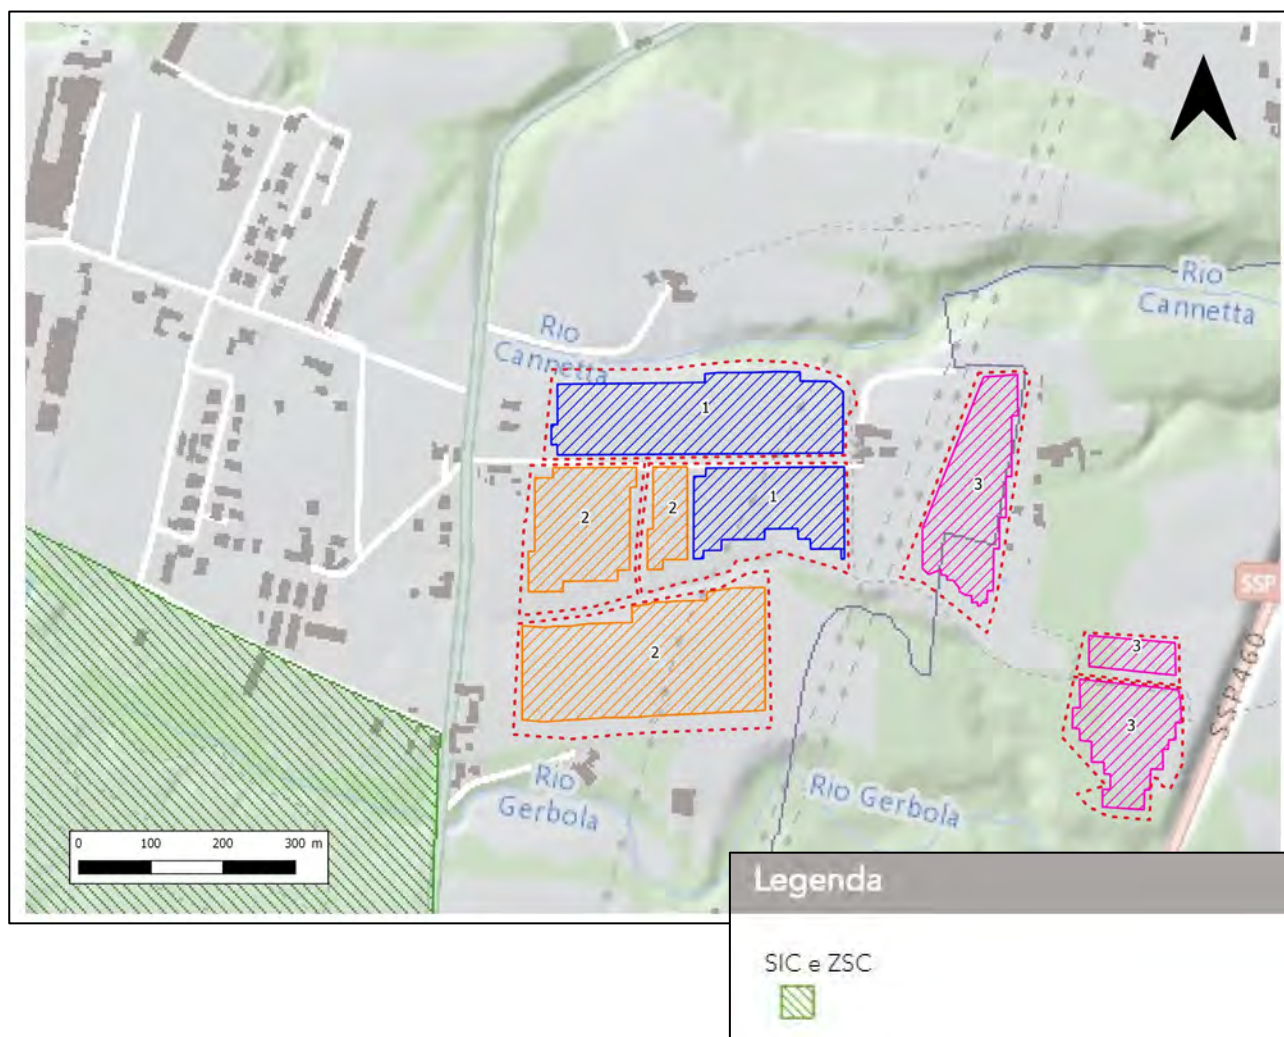 Rio
Cannetta
Rio
Cannetta
1
3
2
2
1
SSP
3
2
SSP460
3
Rio
Gerbola
Rio Gerbola
0 100 200 300 m
Legenda
SIC e ZSC